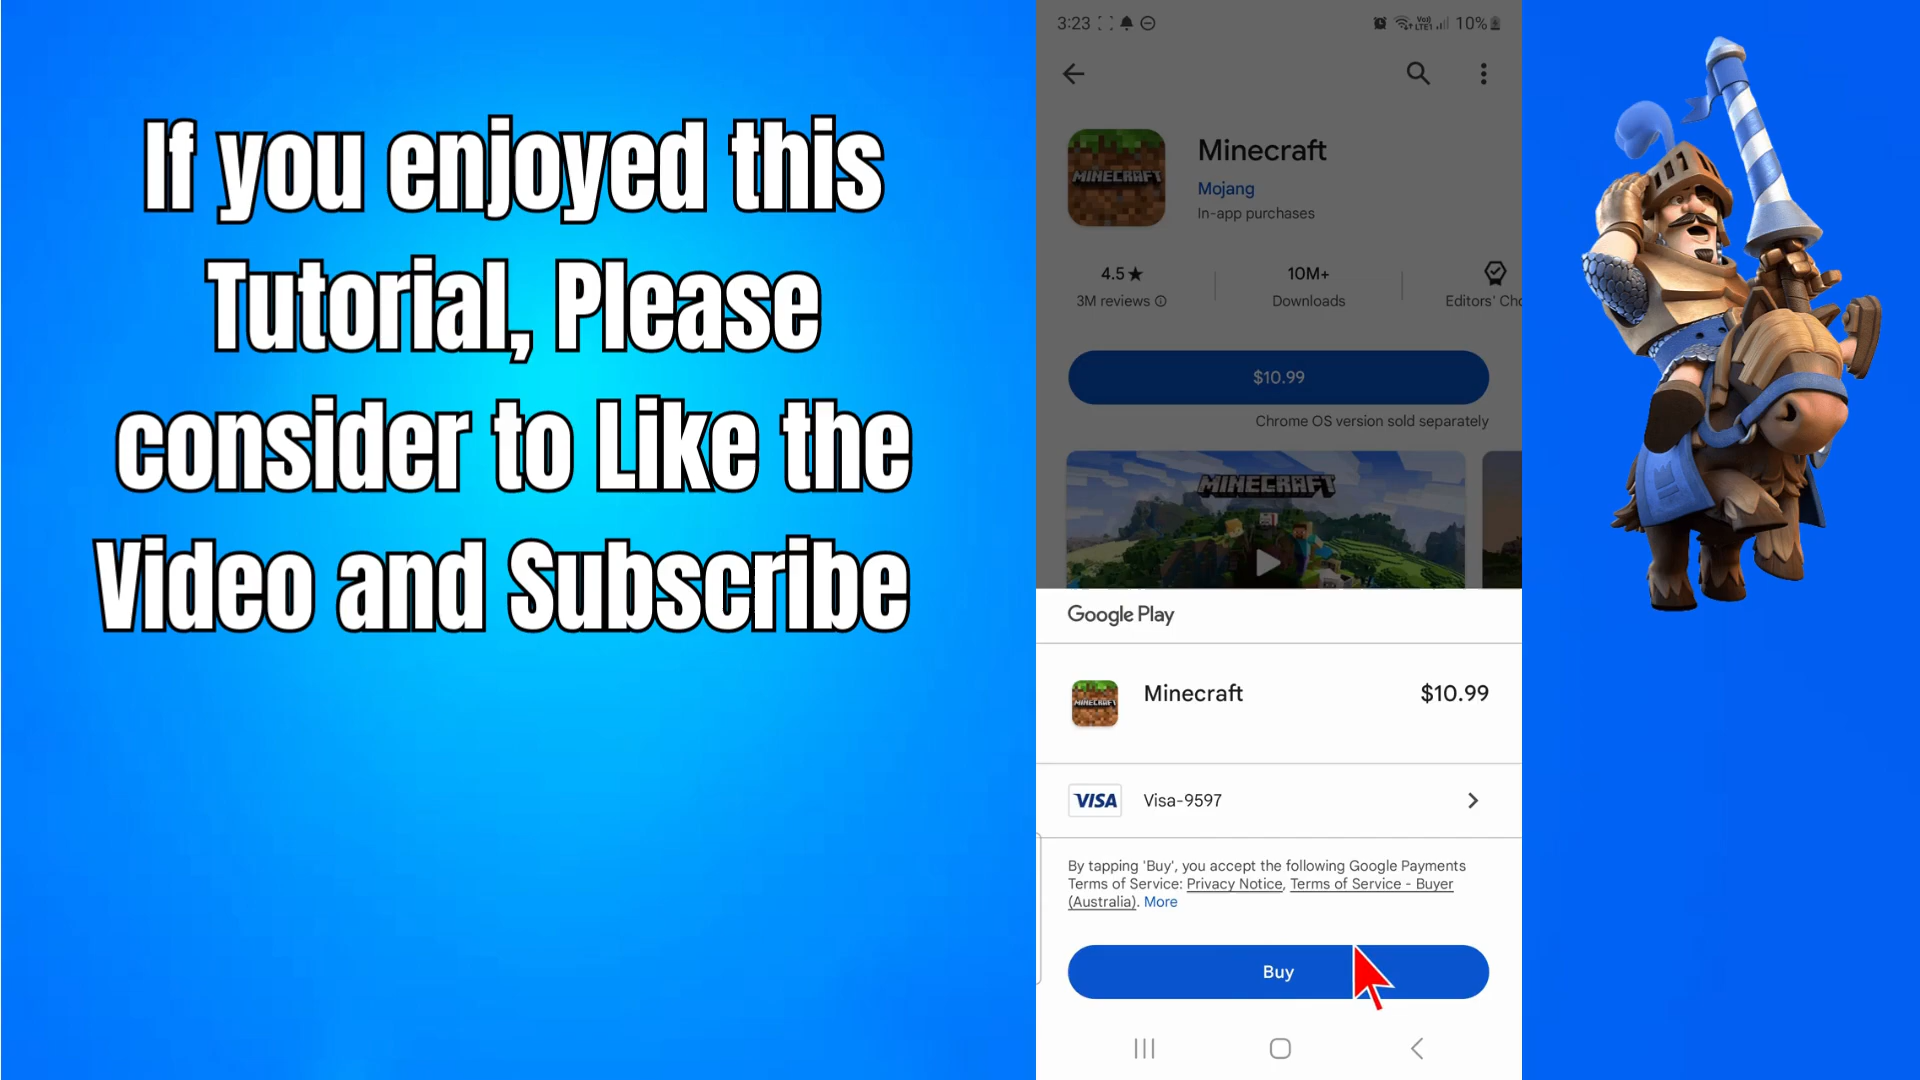 If you enjoyed this
Tutorial, Please
consider to Like the
Video and Subscribe
3:23
10%
Minecraft
Mojang
In-app purchases
MINECRAFT
4.5★
10M+
3M reviews
Downloads
Editors' Cho
$10.99
Chrome OS version sold separately
MINECRAFT
Google Play
Minecraft
$10.99
MINECRAFT
VISA
Visa-9597
By tapping 'Buy', you accept the following Google Payments
Terms of Service: Privacy Notice, Terms of Service - Buyer
(Australia). More
Buy